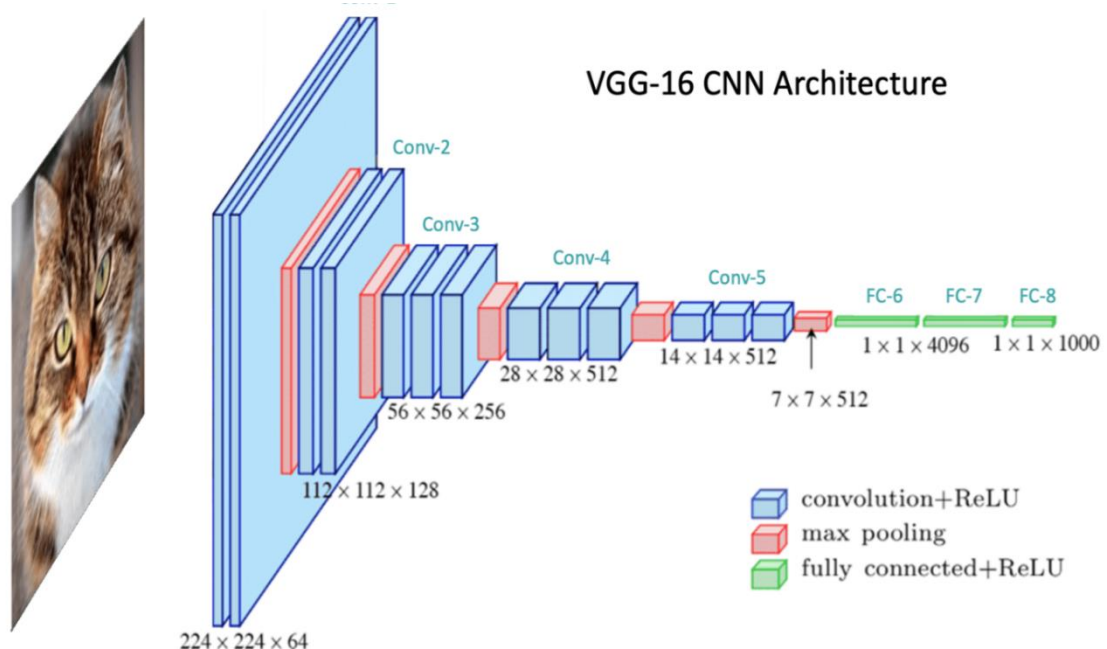 VGG-16 CNN Architecture
Conv-2
Conv-3
Conv-4
Conv-5
FC-6
FC-7
FC-8
1 × 1 × 4096
1 × 1 × 1000
14 × 14 × 512
28 × 28 × 512
7 × 7 × 512
56 × 56 × 256
112 × 112 × 128
224 × 224 × 64
convolution+ReLU
max pooling
fully connected+ReLU